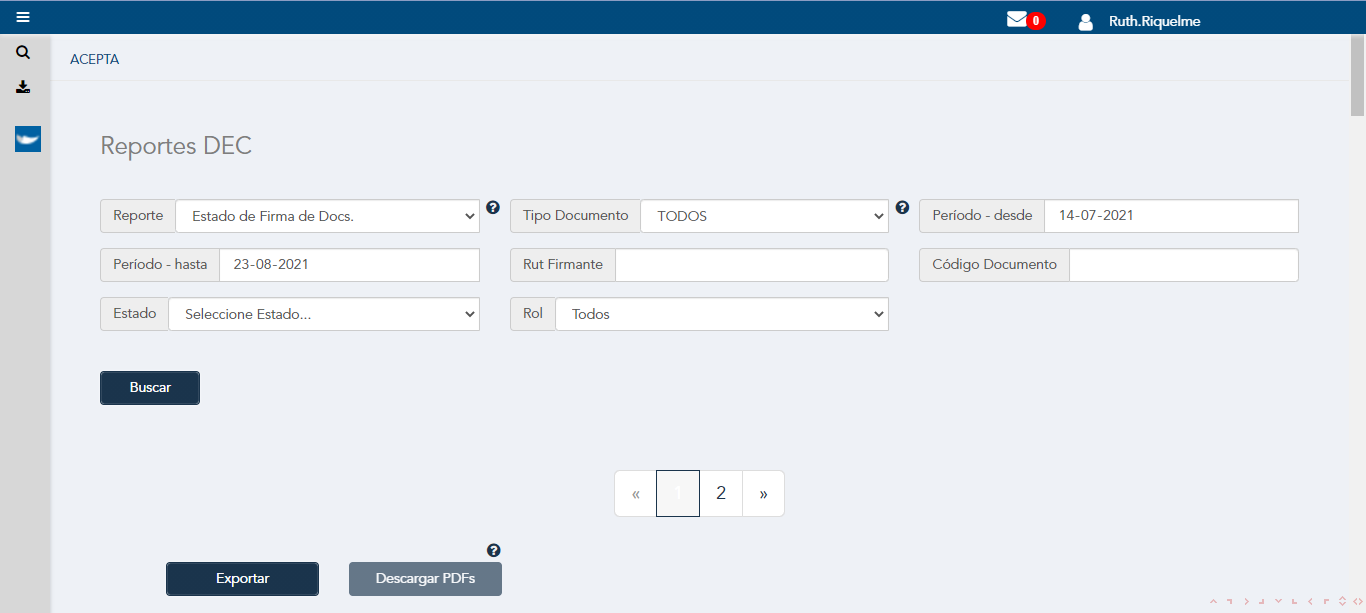 0 Ruth.Riquelme
ACEPTA
Reportes DEC
Reporte Estado de Firma de Docs. Tipo Documento TODOS Período - desde 14-07-2021
Período - hasta 23-08-2021 Rut Firmante Código Documento
Estado Seleccione Estado... Rol Todos
Buscar
« 1 2 »
Exportar Descargar PDFs